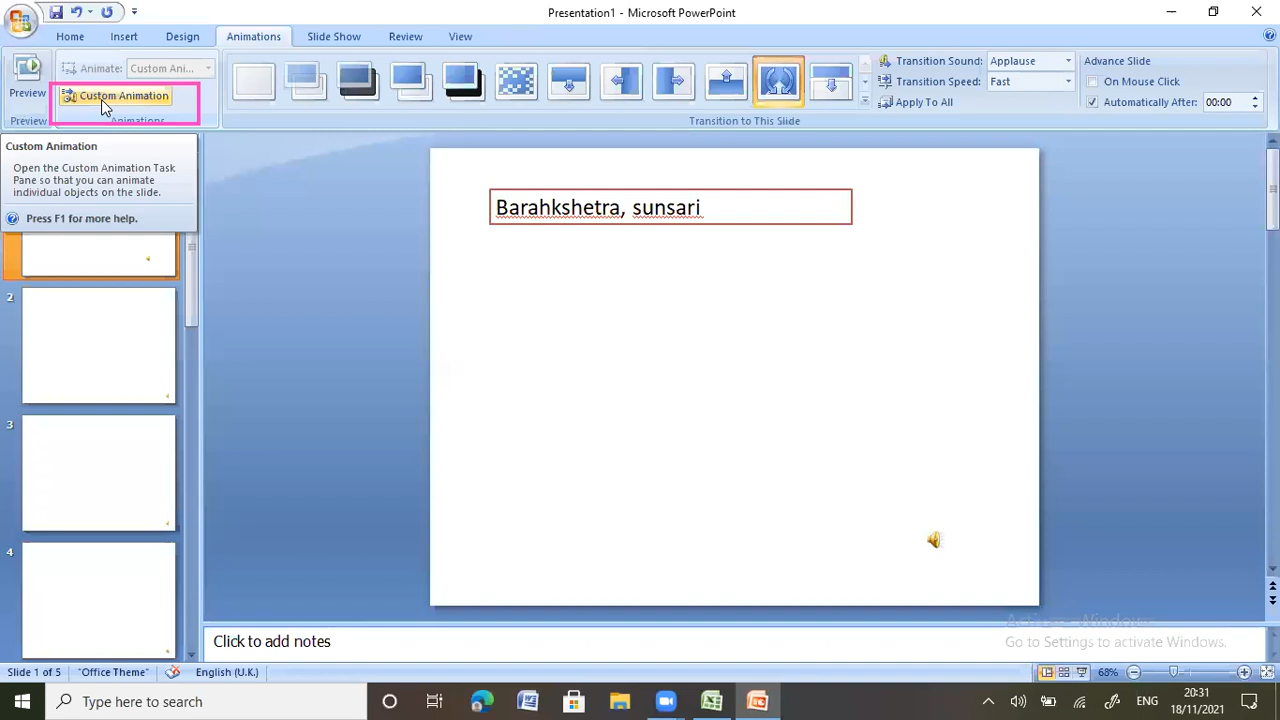 Presentation1 - Microsoft PowerPoint
Home Insert Design Animations Slide Show Review View
Preview
Animate: Custom Ani...
Custom Animation
Preview
Animations
Transition Sound: Applause
Transition Speed: Fast
Apply To All
Advance Slide
On Mouse Click
Automatically After: 00:00
Transition to This Slide
Custom Animation
Open the Custom Animation Task
Pane so that you can animate
individual objects on the slide.
Press F1 for more help.
2
3
4
Barahkshetra, sunsari
Click to add notes
Activate Windows
Go to Settings to activate Windows.
Slide 1 of 5 "Office Theme" English (U.K.) 68%
Type here to search
ENG
20:31
18/11/2021